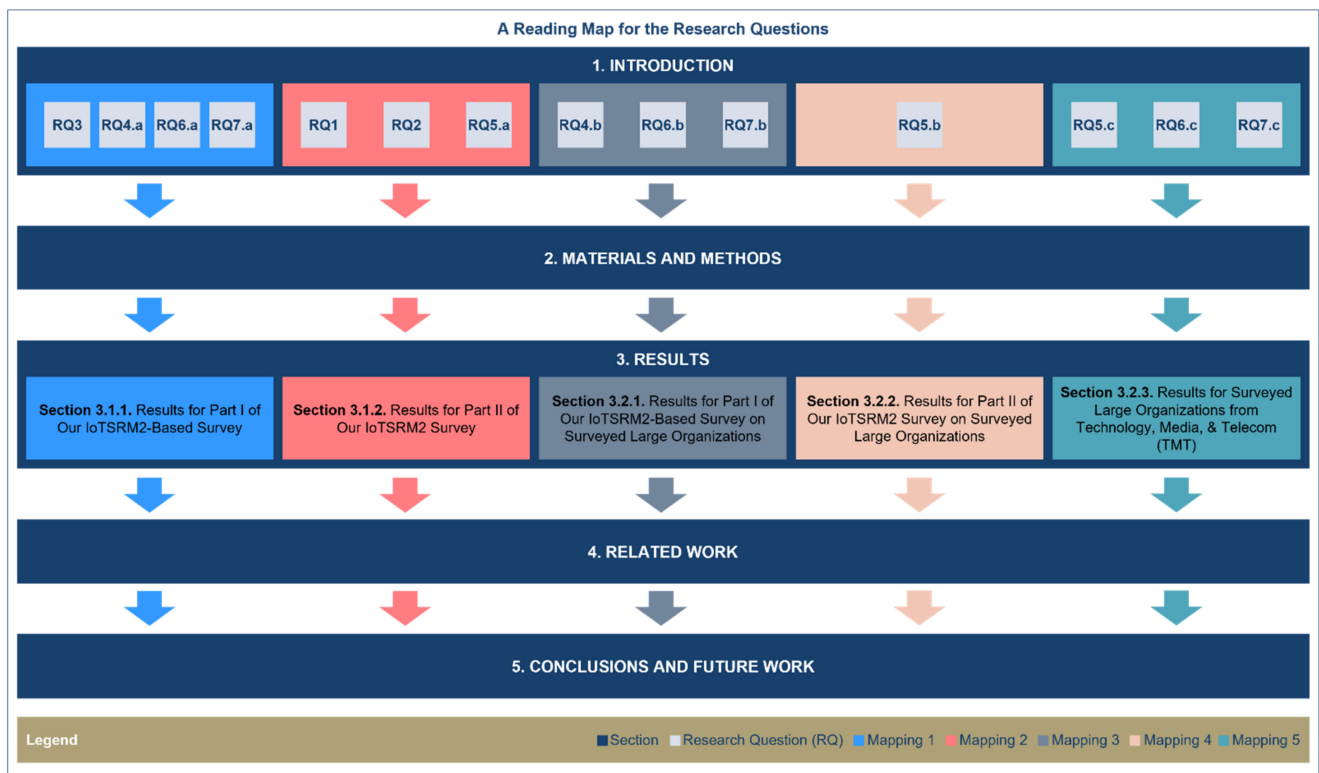 A Reading Map for the Research Questions
1. INTRODUCTION
RQ3 RQ4.a RQ6.a RQ7.a RQ1 RQ2 RQ5.a RQ4.b RQ6.b RQ7.b RQ5.b RQ5.c RQ6.c RQ7.c
2. MATERIALS AND METHODS
3. RESULTS
Section 3.1.1. Results for Part I of
Our IoTSRM2-Based Survey
Section 3.1.2. Results for Part II of
Our IoTSRM2 Survey
Section 3.2.1. Results for Part I of
Our IoTSRM2-Based Survey on
Surveyed Large Organizations
Section 3.2.2. Results for Part II of
Our IoTSRM2 Survey on Surveyed
Large Organizations
Section 3.2.3. Results for Surveyed
Large Organizations from
Technology, Media, & Telecom
(TMT)
4. RELATED WORK
5. CONCLUSIONS AND FUTURE WORK
Legend Section Research Question (RQ) Mapping 1 Mapping 2 Mapping 3 Mapping 4 Mapping 5